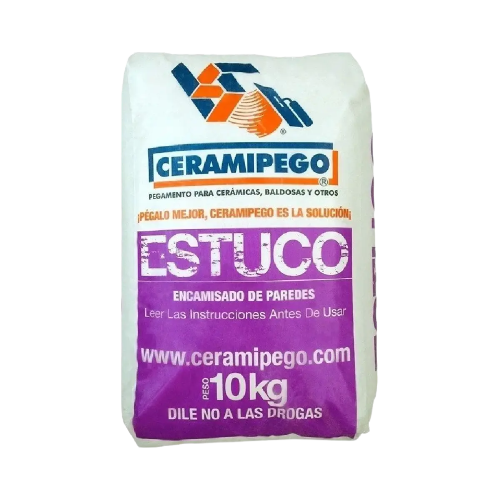 CERAMIPEGO
®
PEGAMENTO PARA CERÁMICAS, BALDOSAS Y OTROS
¡PÉGALO MEJOR, CERAMIPEGO ES LA SOLUCIÓN¡
ESTUCO
ENCAMISADO DE PAREDES
Leer Las Instrucciones Antes De Usar
www.ceramipego.com
PESO 10kg
DILE NO A LAS DROGAS